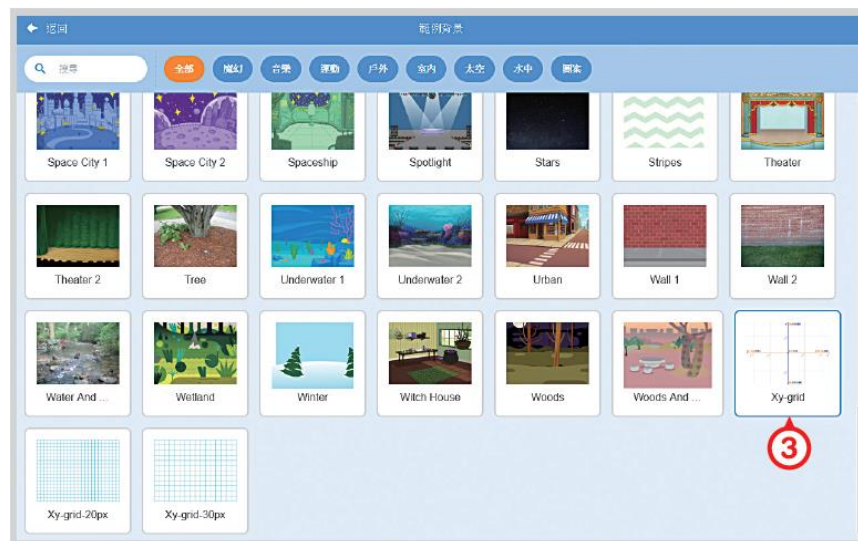 返回
範例背景
搜尋
全部 魔幻 音樂 運動 戶外 室內 太空 水中 圖案
Space City 1 Space City 2 Spaceship Spotlight Stars Stripes Theater
Theater 2 Tree Underwater 1 Underwater 2 Urban Wall 1 Wall 2
Water And ... Wetland Winter Witch House Woods Woods And ... Xy-grid
3
Xy-grid-20px Xy-grid-30px